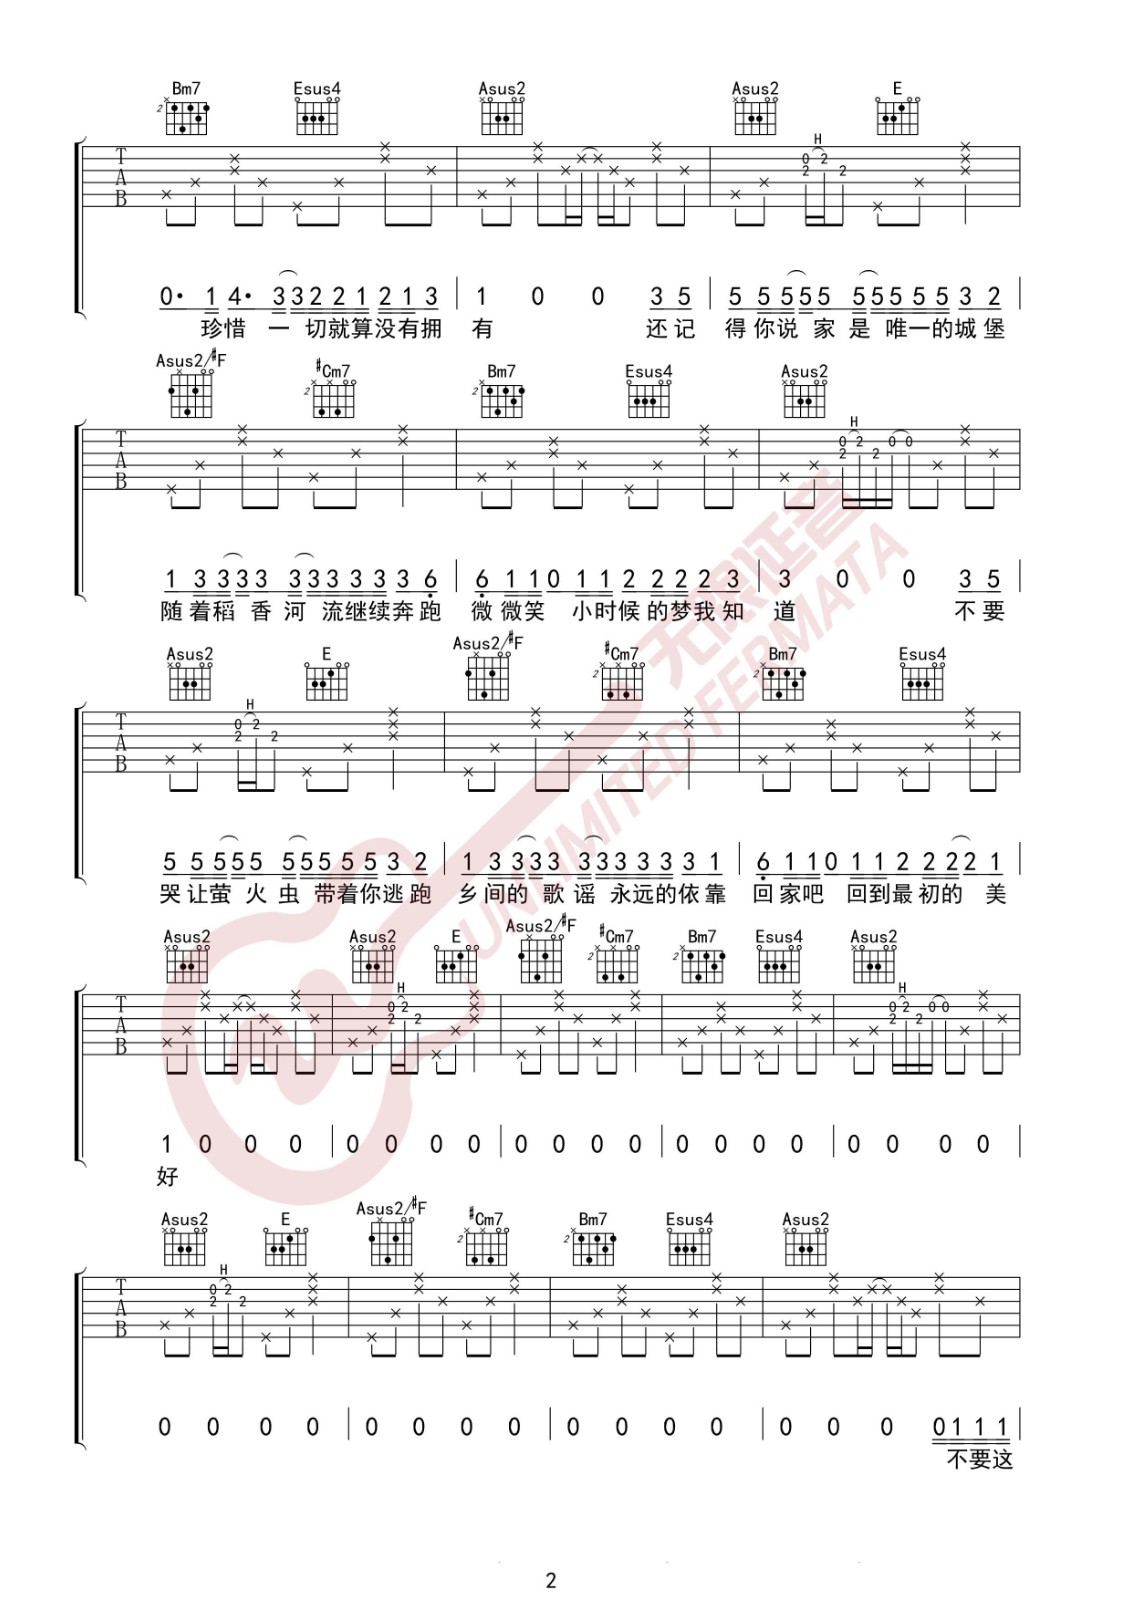 Bm7 Esus4 Asus2 Asus2 E
H
0 2
2 2
T
A
B
0· 1 4· 3 3 2 2 1 2 1 3 | 1 0 0 3 5 | 5 5 5 5 5 5 5 5 5 5 3 2 |
珍惜 一 切就算没有拥 有 还记 得你说 家 是 唯一的城堡
Asus2/#F #Cm7 Bm7 Esus4 Asus2
H
0 2 0 0
2 2
T
A
B
1 3 3 3 3 3 3 3 3 3 3 6 | 6 1 1 0 1 1 2 2 2 2 3 | 3 0 0 3 5 |
随着稻 香 河 流继续奔跑 微微笑 小时候的梦我知 道 不要
Asus2 E Asus2/#F #Cm7 Bm7 Esus4
H
0 2
2 2
T
A
B
5 5 5 5 5 5 5 5 5 5 3 2 | 1 3 3 3 3 3 3 3 3 3 3 1 | 6 1 1 0 1 1 2 2 2 2 1 |
哭让萤 火 虫 带着你逃跑 乡间的 歌 谣 永远的依靠 回家吧 回到最初的 美
Asus2 Asus2 E Asus2/#F #Cm7 Bm7 Esus4 Asus2
H H
0 2 0 2 0 0
2 2 2 2
T
A
B
1 0 0 0 | 0 0 0 0 | 0 0 0 0 | 0 0 0 0 | 0 0 0 0 |
好
Asus2 E Asus2/#F #Cm7 Bm7 Esus4 Asus2
H
0 2
2 2
T
A
B
0 0 0 0 | 0 0 0 0 | 0 0 0 0 | 0 0 0 0 1 1 1 |
不要这
无限延音
UNLIMITED FERMATA
2